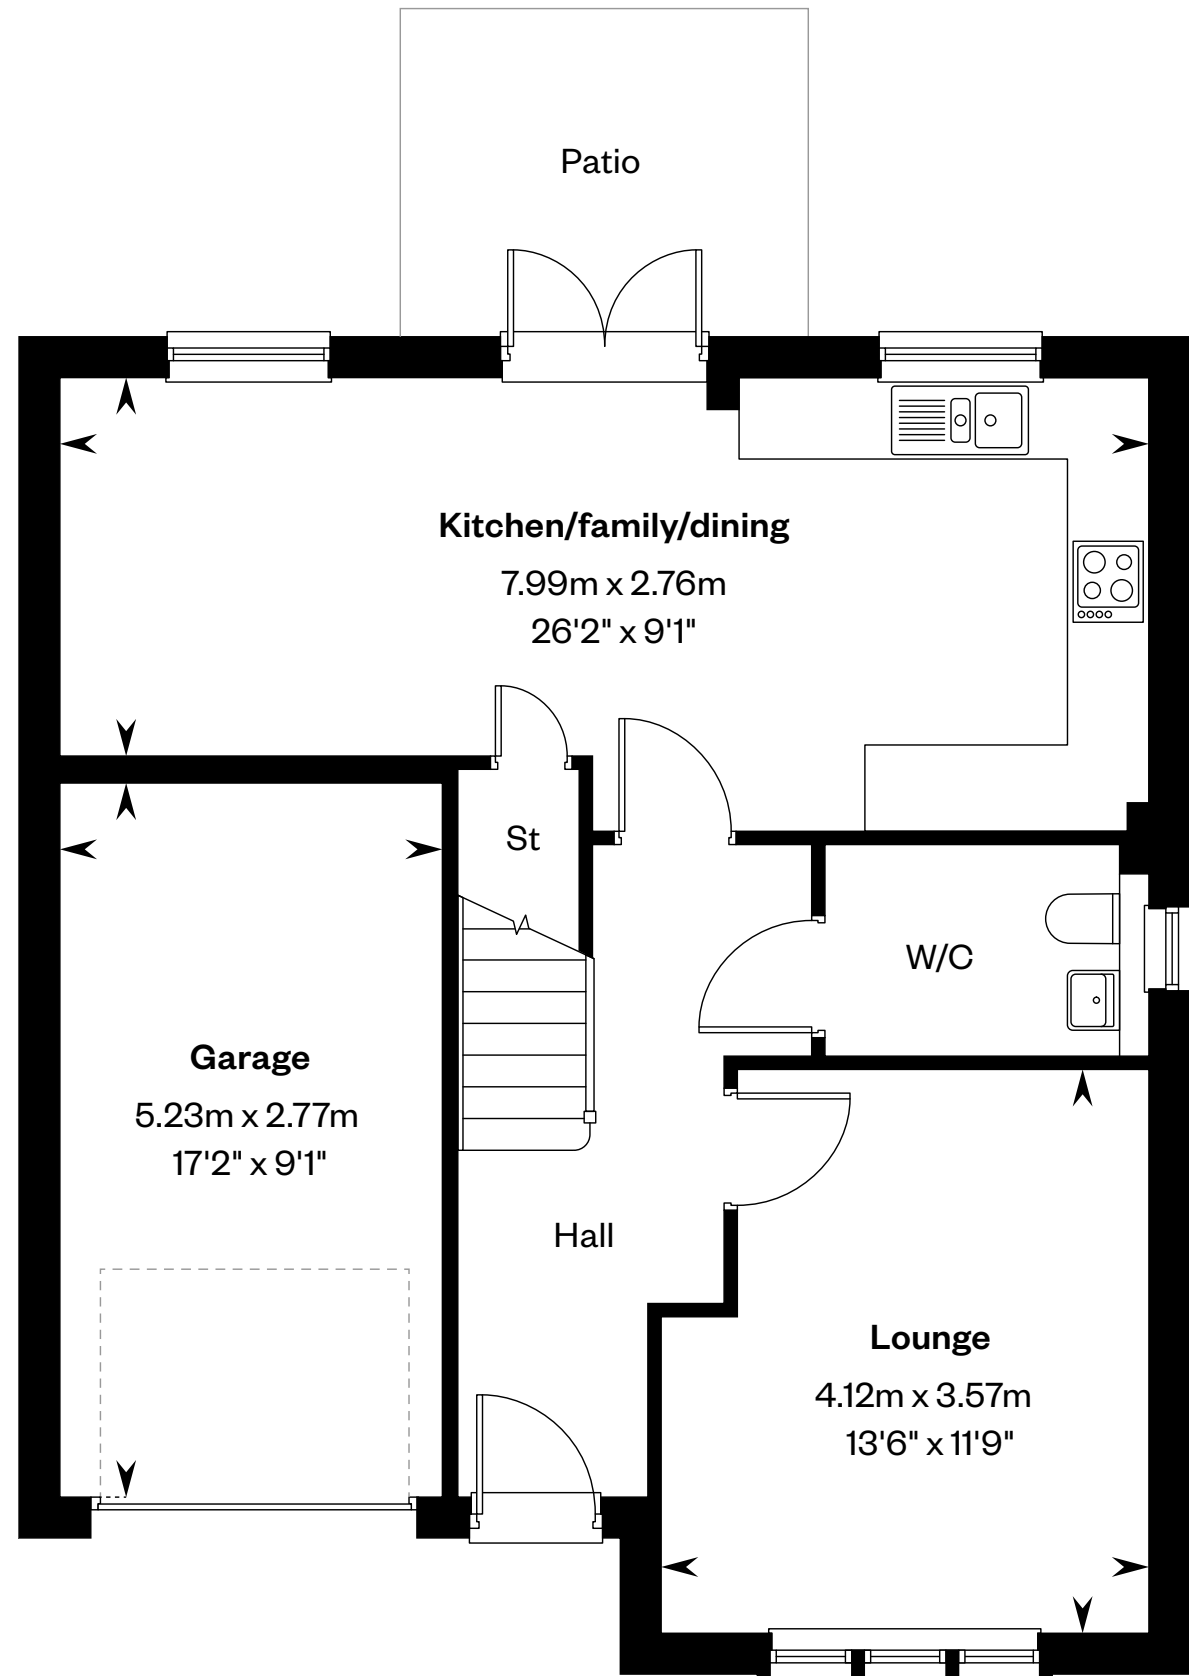 Patio
Kitchen/family/dining
7.99m x 2.76m
26'2" x 9'1"
St
W/C
Garage
5.23m x 2.77m
17'2" x 9'1"
Hall
Lounge
4.12m x 3.57m
13'6" x 11'9"